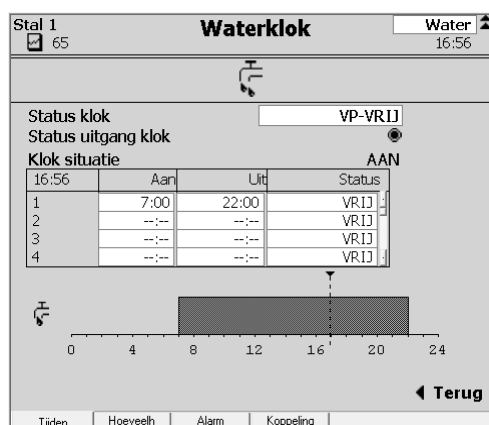 Stal 1 Waterklok Water
65 16:56
Status klok VP-VRIJ
Status uitgang klok
Klok situatie AAN
16:56 Aan Uit Status
1 7:00 22:00 VRIJ
2 --:-- --:-- VRIJ
3 --:-- --:-- VRIJ
4 --:-- --:-- VRIJ
0 4 8 12 16 20 24
Terug
Tijden Hoeveelh Alarm Koppeling